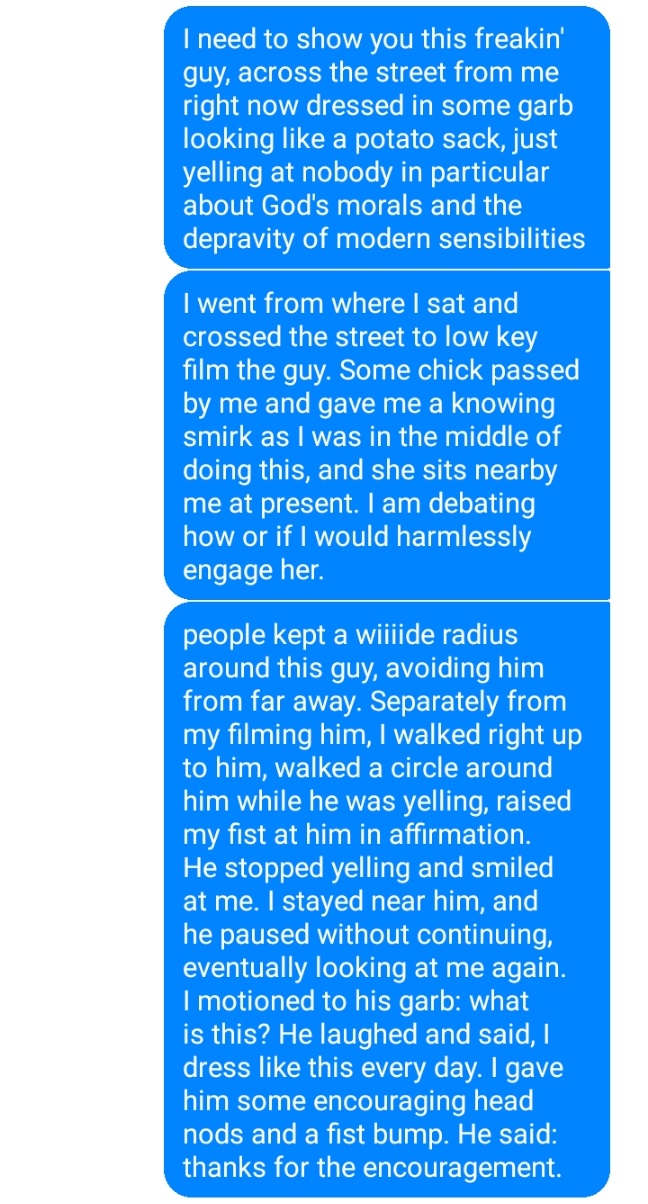 I need to show you this freakin'
guy, across the street from me
right now dressed in some garb
looking like a potato sack, just
yelling at nobody in particular
about God's morals and the
depravity of modern sensibilities
I went from where I sat and
crossed the street to low key
film the guy. Some chick passed
by me and gave me a knowing
smirk as I was in the middle of
doing this, and she sits nearby
me at present. I am debating
how or if I would harmlessly
engage her.
people kept a wiiiide radius
around this guy, avoiding him
from far away. Separately from
my filming him, I walked right up
to him, walked a circle around
him while he was yelling, raised
my fist at him in affirmation.
He stopped yelling and smiled
at me. I stayed near him, and
he paused without continuing,
eventually looking at me again.
I motioned to his garb: what
is this? He laughed and said, I
dress like this every day. I gave
him some encouraging head
nods and a fist bump. He said:
thanks for the encouragement.